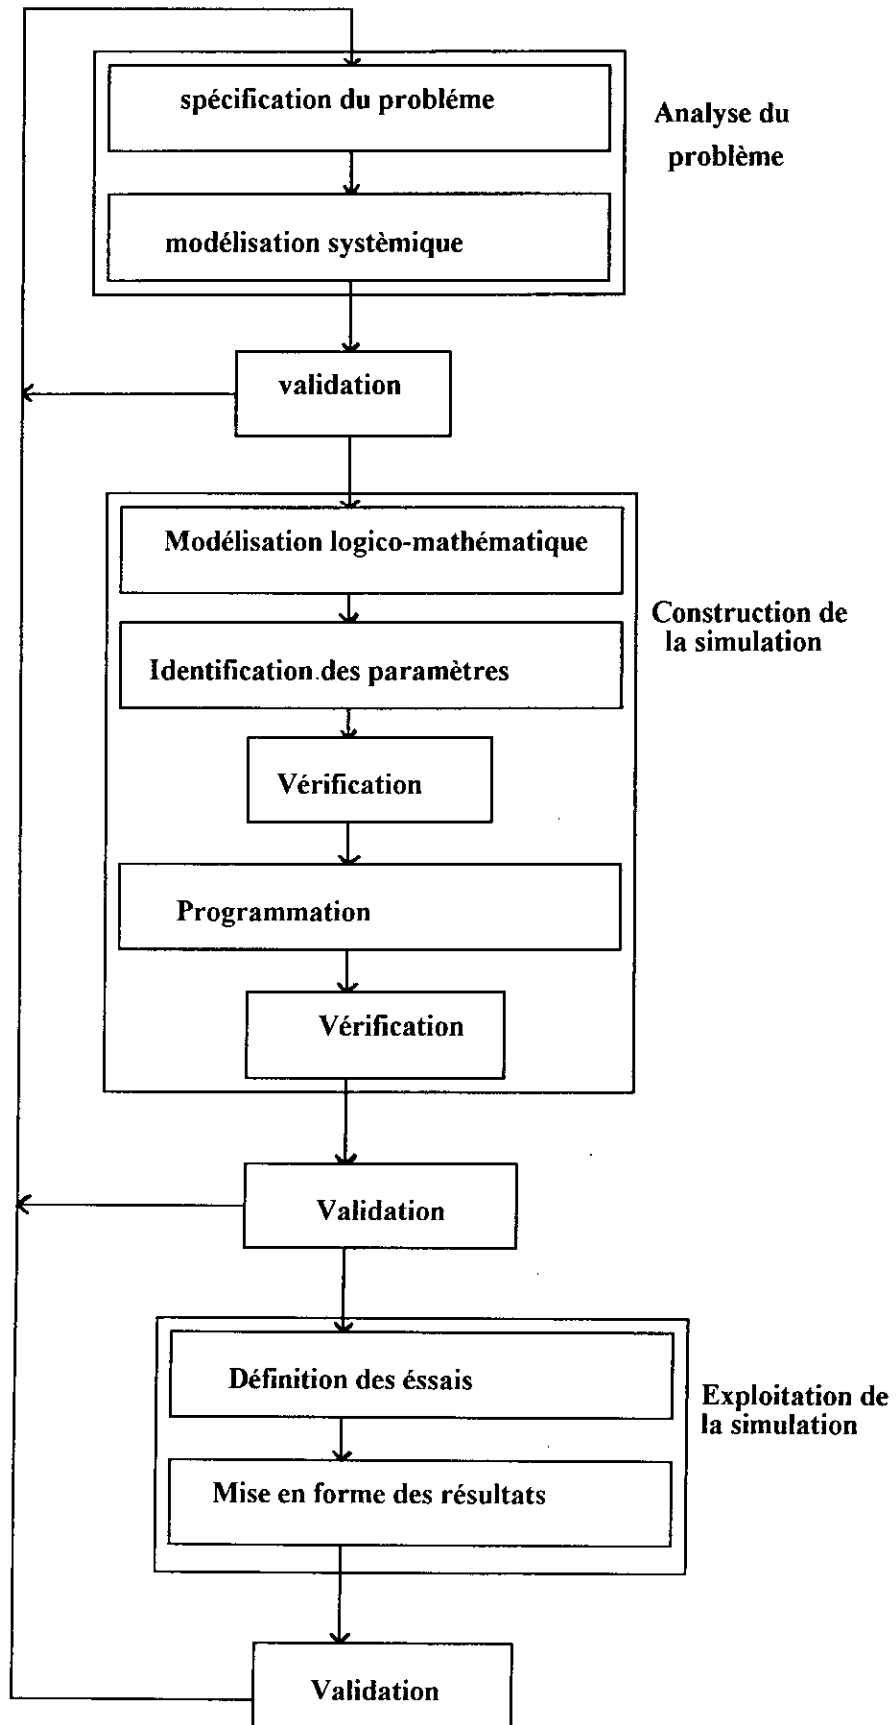 spécification du probléme
Analyse du
problème
modélisation systèmique
validation
Modélisation logico-mathématique
Construction de
la simulation
Identification des paramètres
Vérification
Programmation
Vérification
Validation
Définition des éssais
Exploitation de
la simulation
Mise en forme des résultats
Validation